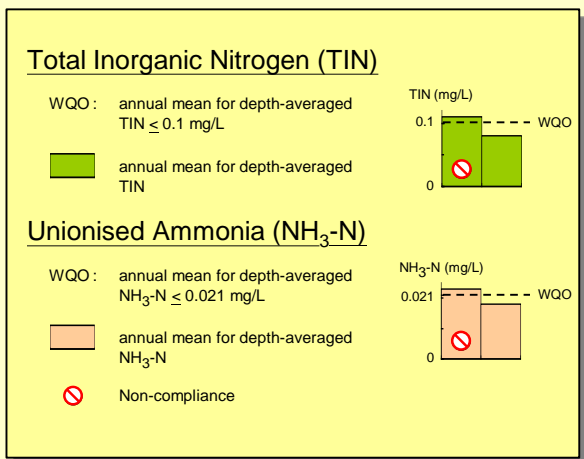 Total Inorganic Nitrogen (TIN)
WQO : annual mean for depth-averaged
TIN ≤ 0.1 mg/L
annual mean for depth-averaged
TIN
TIN (mg/L)
0.1
WQO
0
Unionised Ammonia (NH3-N)
WQO : annual mean for depth-averaged
NH3-N ≤ 0.021 mg/L
annual mean for depth-averaged
NH3-N
Non-compliance
NH3-N (mg/L)
0.021
WQO
0